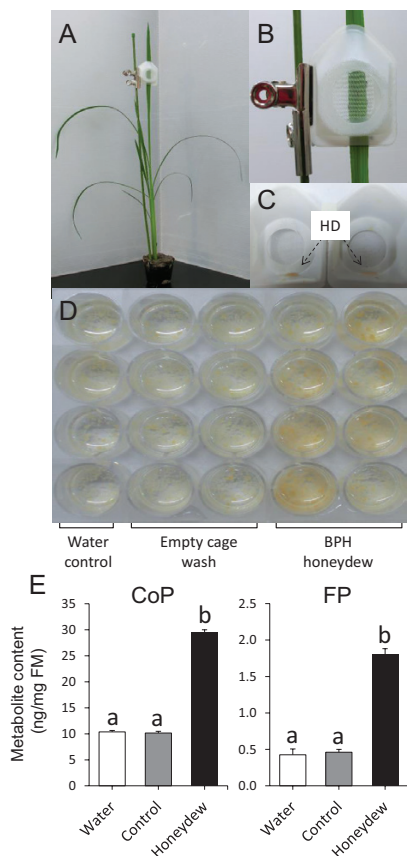 A
B
C
HD
D
Water control
Empty cage wash
BPH honeydew
E
CoP
FP
Metabolite content (ng/mg FM)
35
30
25
20
15
10
5
0
a
a
b
Water
Control
Honeydew
2.5
2.0
1.5
1.0
0.5
0.0
a
a
b
Water
Control
Honeydew